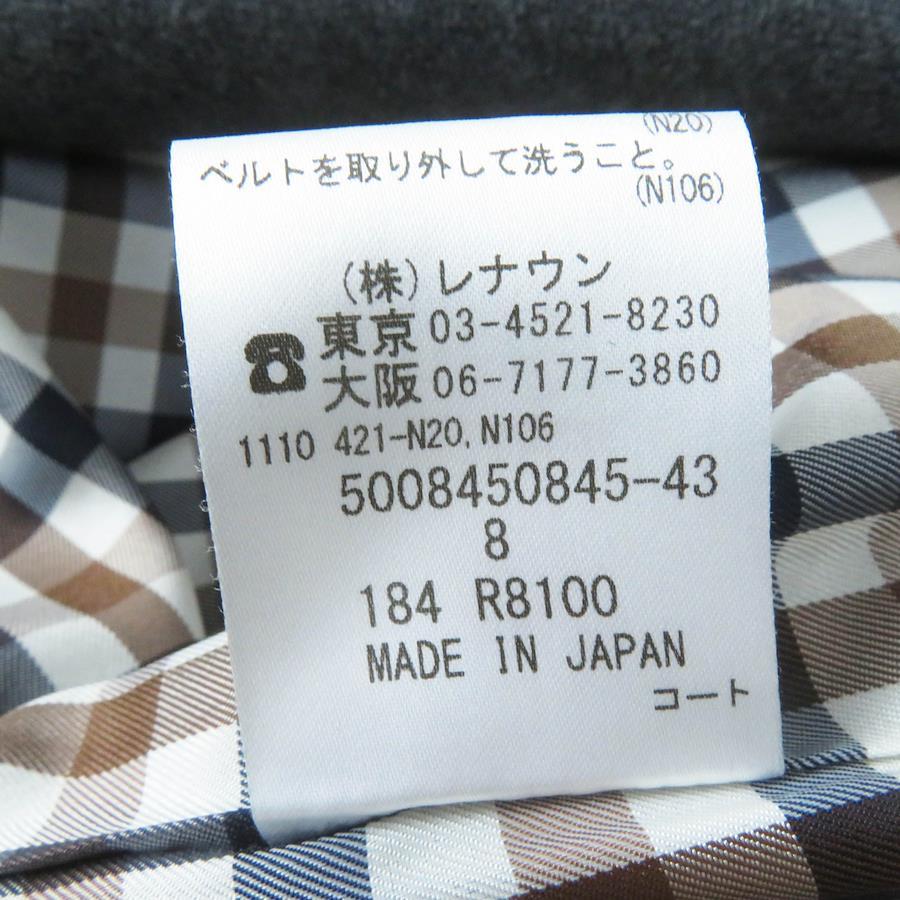 (N20)
ベルトを取り外して洗うこと。
(N106)
(株)レナウン
東京 03-4521-8230
大阪 06-7177-3860
1110 421-N20,N106
5008450845-43
8
184 R8100
MADE IN JAPAN
コート